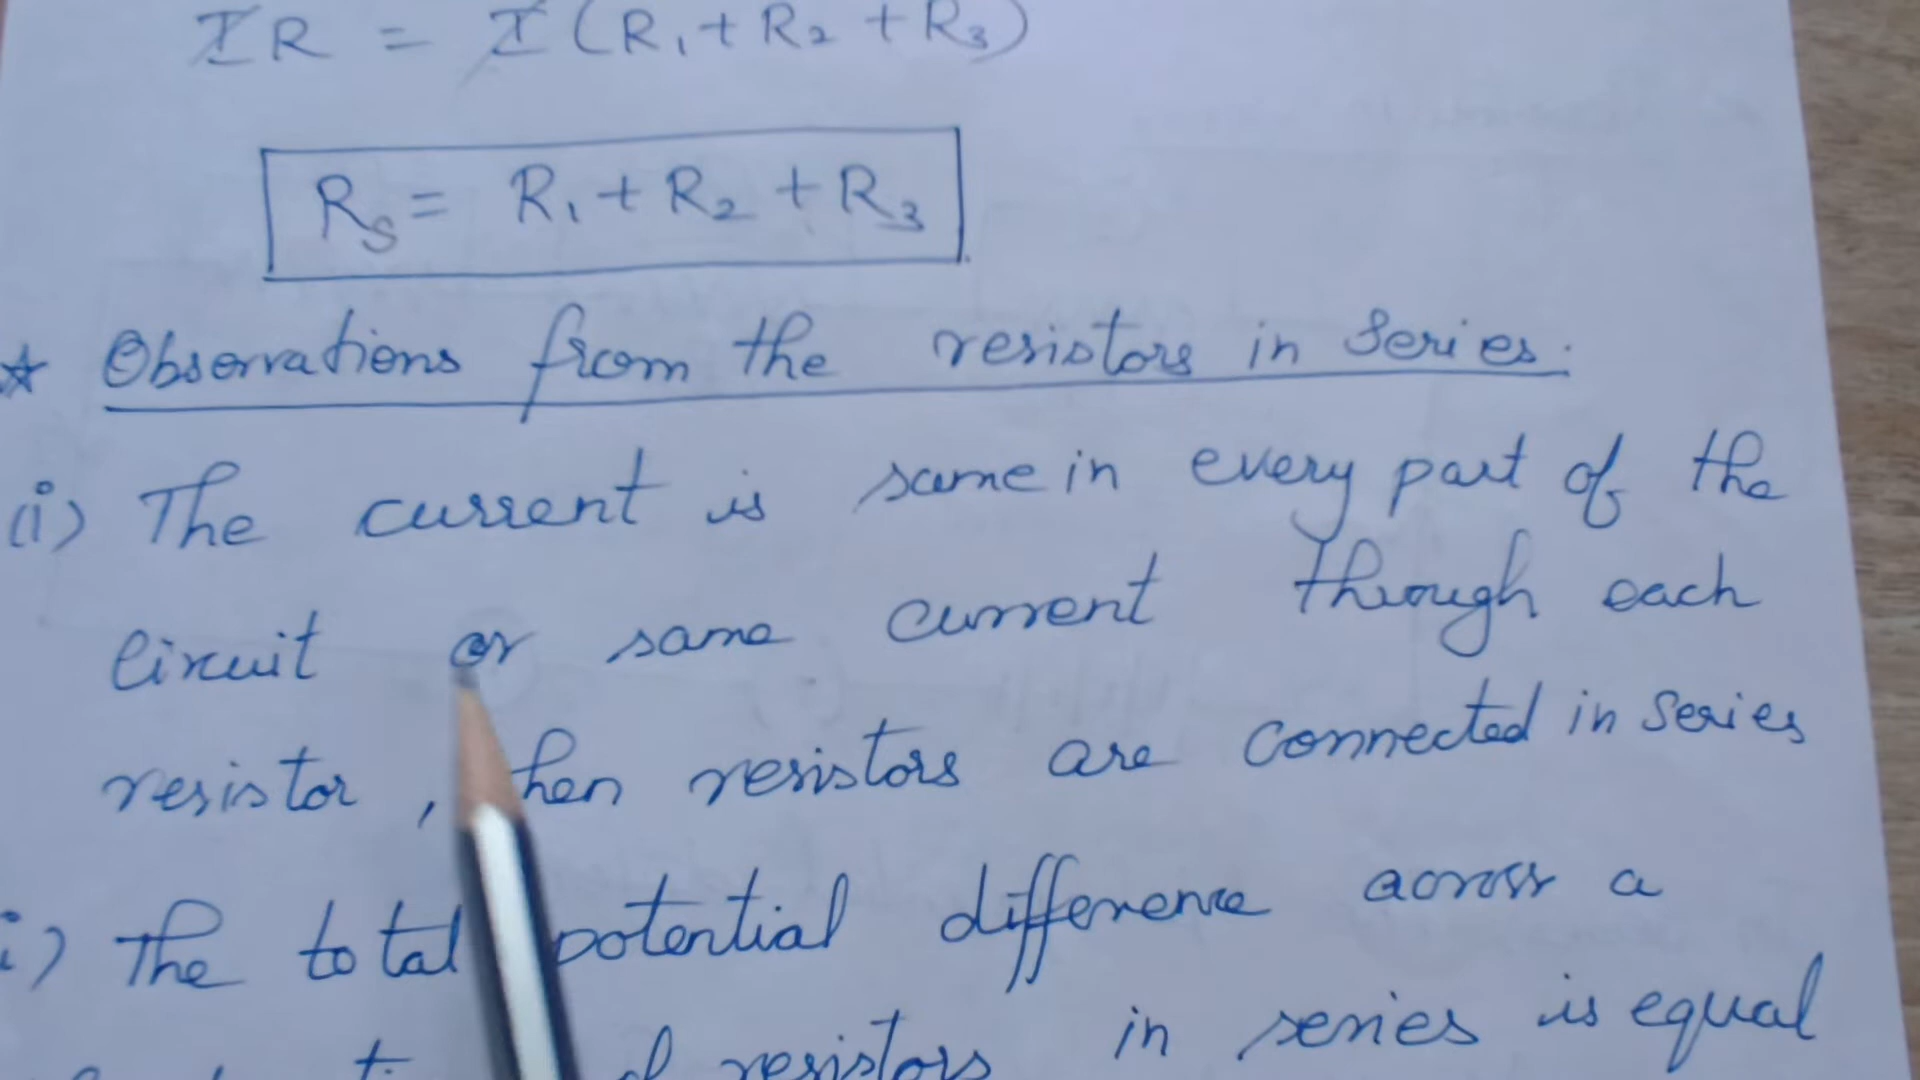 IR = I (R₁ + R₂ + R₃)
Rs = R₁ + R₂ + R₃
☆ Observations from the resistors in Series.
(i) The current is same in every part of the
Circuit or same current through each
resistor, hen resistors are connected in Series
i) The total potential difference across a
resistors in series is equal